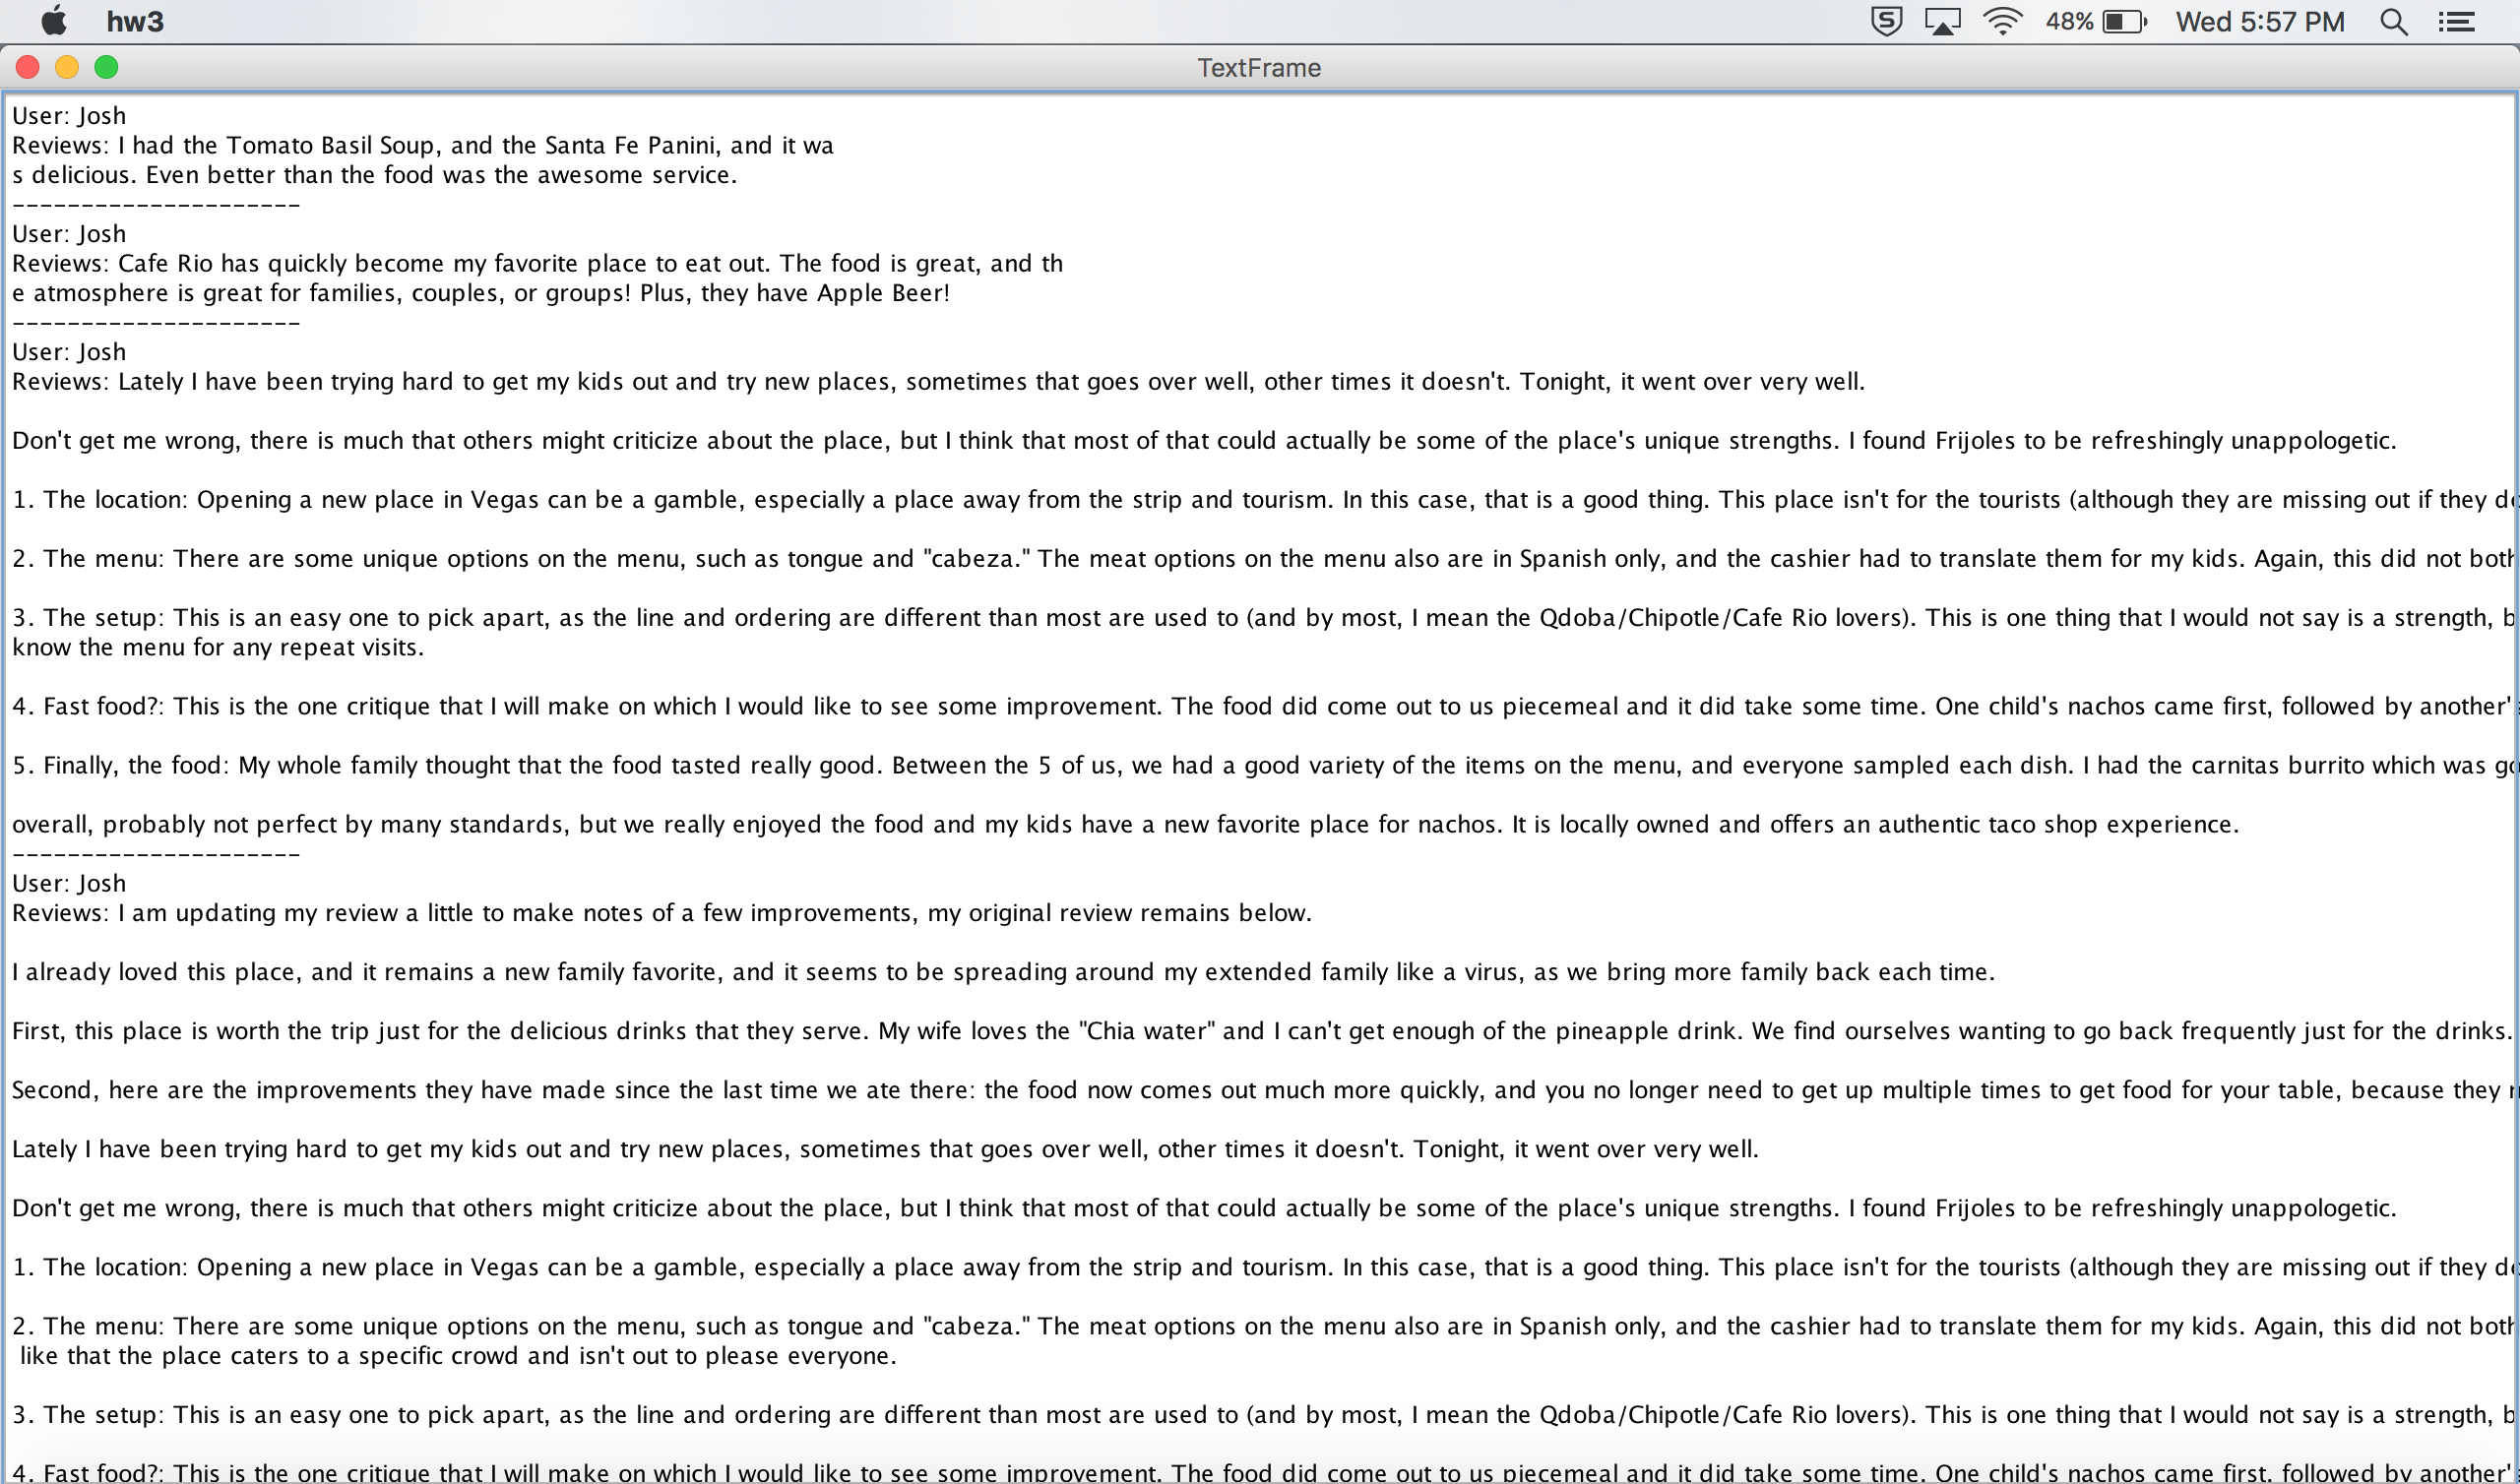 hw3
48%
Wed 5:57 PM
TextFrame
User: Josh
Reviews: I had the Tomato Basil Soup, and the Santa Fe Panini, and it wa
s delicious. Even better than the food was the awesome service.
---------------------
User: Josh
Reviews: Cafe Rio has quickly become my favorite place to eat out. The food is great, and th
e atmosphere is great for families, couples, or groups! Plus, they have Apple Beer!
---------------------
User: Josh
Reviews: Lately I have been trying hard to get my kids out and try new places, sometimes that goes over well, other times it doesn't. Tonight, it went over very well.
Don't get me wrong, there is much that others might criticize about the place, but I think that most of that could actually be some of the place's unique strengths. I found Frijoles to be refreshingly unappologetic.
1. The location: Opening a new place in Vegas can be a gamble, especially a place away from the strip and tourism. In this case, that is a good thing. This place isn't for the tourists (although they are missing out if they
2. The menu: There are some unique options on the menu, such as tongue and "cabeza." The meat options on the menu also are in Spanish only, and the cashier had to translate them for my kids. Again, this did not
3. The setup: This is an easy one to pick apart, as the line and ordering are different than most are used to (and by most, I mean the Qdoba/Chipotle/Cafe Rio lovers). This is one thing that I would not say is a strength,
know the menu for any repeat visits.
4. Fast food?: This is the one critique that I will make on which I would like to see some improvement. The food did come out to us piecemeal and it did take some time. One child's nachos came first, followed by another'
5. Finally, the food: My whole family thought that the food tasted really good. Between the 5 of us, we had a good variety of the items on the menu, and everyone sampled each dish. I had the carnitas burrito which was
overall, probably not perfect by many standards, but we really enjoyed the food and my kids have a new favorite place for nachos. It is locally owned and offers an authentic taco shop experience.
---------------------
User: Josh
Reviews: I am updating my review a little to make notes of a few improvements, my original review remains below.
I already loved this place, and it remains a new family favorite, and it seems to be spreading around my extended family like a virus, as we bring more family back each time.
First, this place is worth the trip just for the delicious drinks that they serve. My wife loves the "Chia water" and I can't get enough of the pineapple drink. We find ourselves wanting to go back frequently just for the drinks.
Second, here are the improvements they have made since the last time we ate there: the food now comes out much more quickly, and you no longer need to get up multiple times to get food for your table, because they
Lately I have been trying hard to get my kids out and try new places, sometimes that goes over well, other times it doesn't. Tonight, it went over very well.
Don't get me wrong, there is much that others might criticize about the place, but I think that most of that could actually be some of the place's unique strengths. I found Frijoles to be refreshingly unappologetic.
1. The location: Opening a new place in Vegas can be a gamble, especially a place away from the strip and tourism. In this case, that is a good thing. This place isn't for the tourists (although they are missing out if they
2. The menu: There are some unique options on the menu, such as tongue and "cabeza." The meat options on the menu also are in Spanish only, and the cashier had to translate them for my kids. Again, this did not
like that the place caters to a specific crowd and isn't out to please everyone.
3. The setup: This is an easy one to pick apart, as the line and ordering are different than most are used to (and by most, I mean the Qdoba/Chipotle/Cafe Rio lovers). This is one thing that I would not say is a strength,
4. Fast food?: This is the one critique that I will make on which I would like to see some improvement. The food did come out to us piecemeal and it did take some time. One child's nachos came first, followed by another'